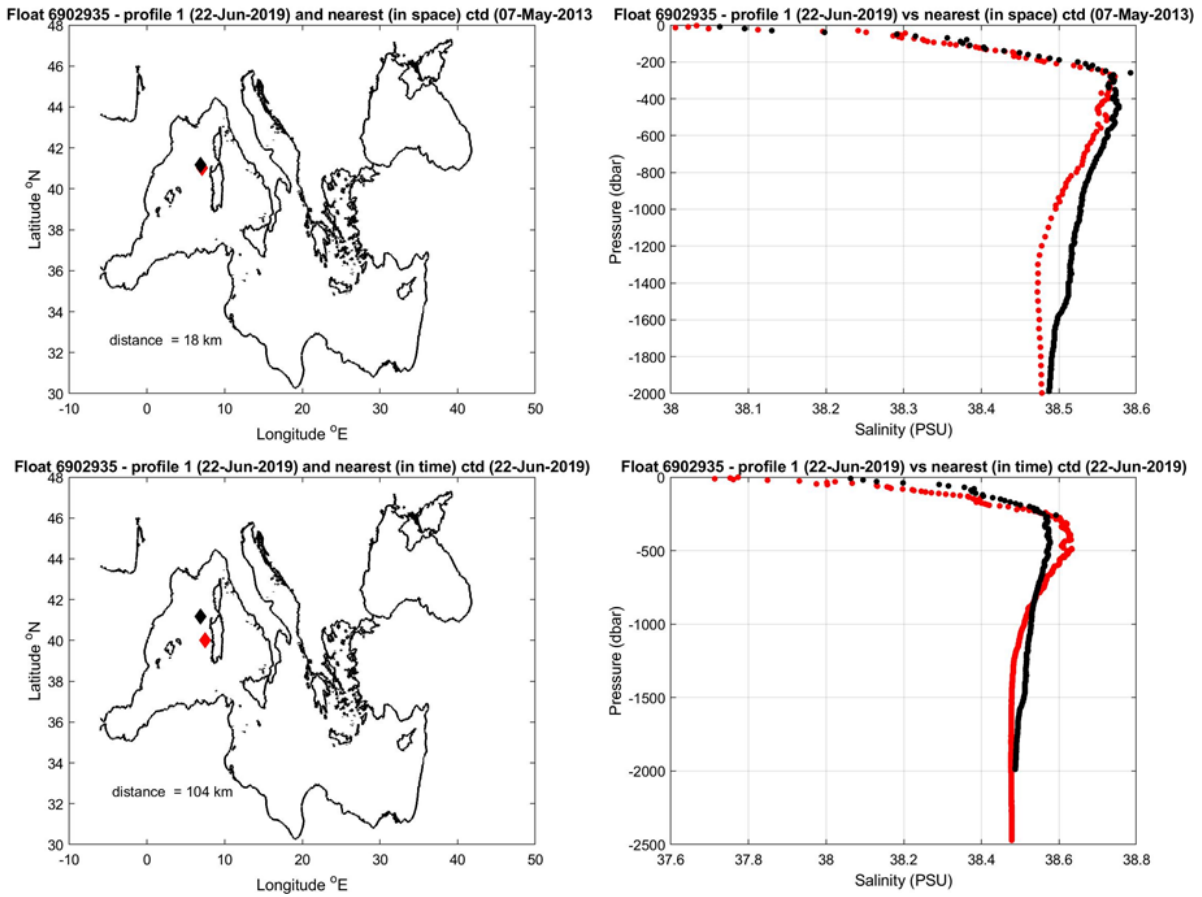 Float 6902935 - profile 1 (22-Jun-2019) and nearest (in space) ctd (07-May-2013
48
46
44
42
40
38
36
34
32
30
Latitude °N
distance = 18 km
-10 0 10 20 30 40 50
Longitude °E
Float 6902935 - profile 1 (22-Jun-2019) vs nearest (in space) ctd (07-May-2013)
0
-200
-400
-600
-800
-1000
-1200
-1400
-1600
-1800
-2000
Pressure (dbar)
38 38.1 38.2 38.3 38.4 38.5 38.6
Salinity (PSU)
Float 6902935 - profile 1 (22-Jun-2019) and nearest (in time) ctd (22-Jun-2019)
48
46
44
42
40
38
36
34
32
30
Latitude °N
distance = 104 km
-10 0 10 20 30 40 50
Longitude °E
Float 6902935 - profile 1 (22-Jun-2019) vs nearest (in time) ctd (22-Jun-2019)
0
-500
-1000
-1500
-2000
-2500
Pressure (dbar)
37.6 37.8 38 38.2 38.4 38.6 38.8
Salinity (PSU)